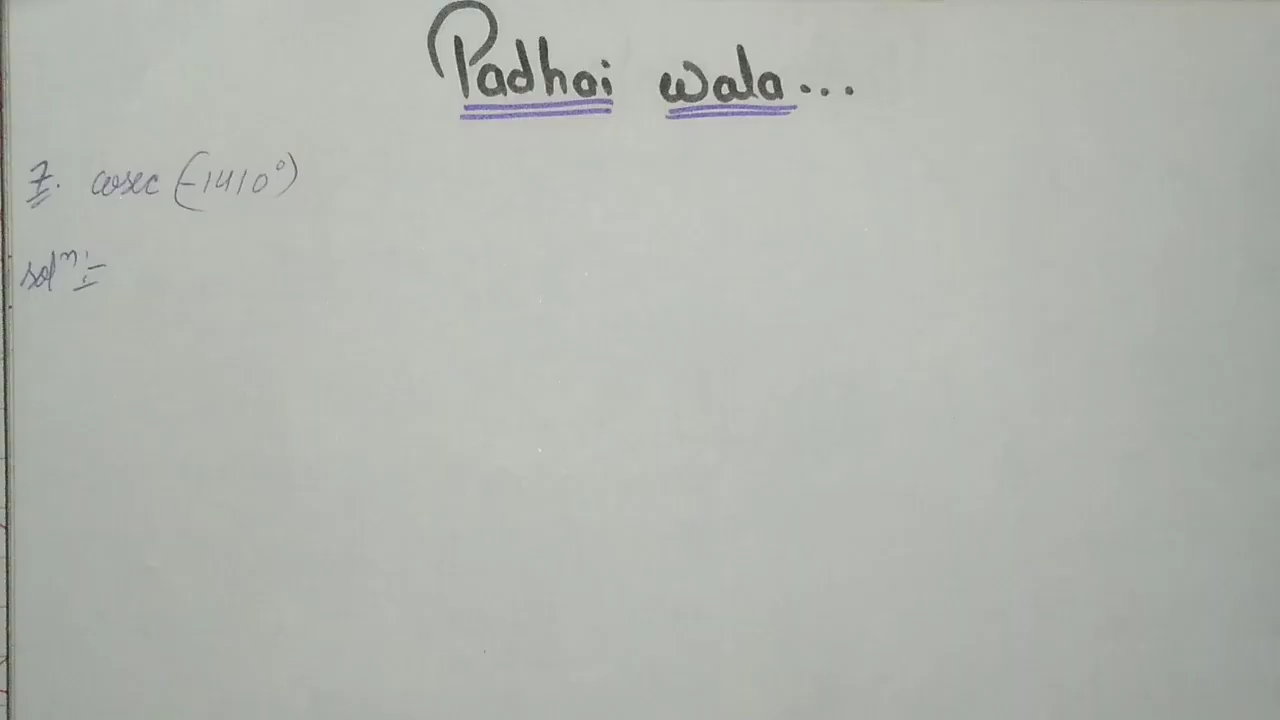 Padhai wala...
7. cosec (-1410°)
solⁿ:-